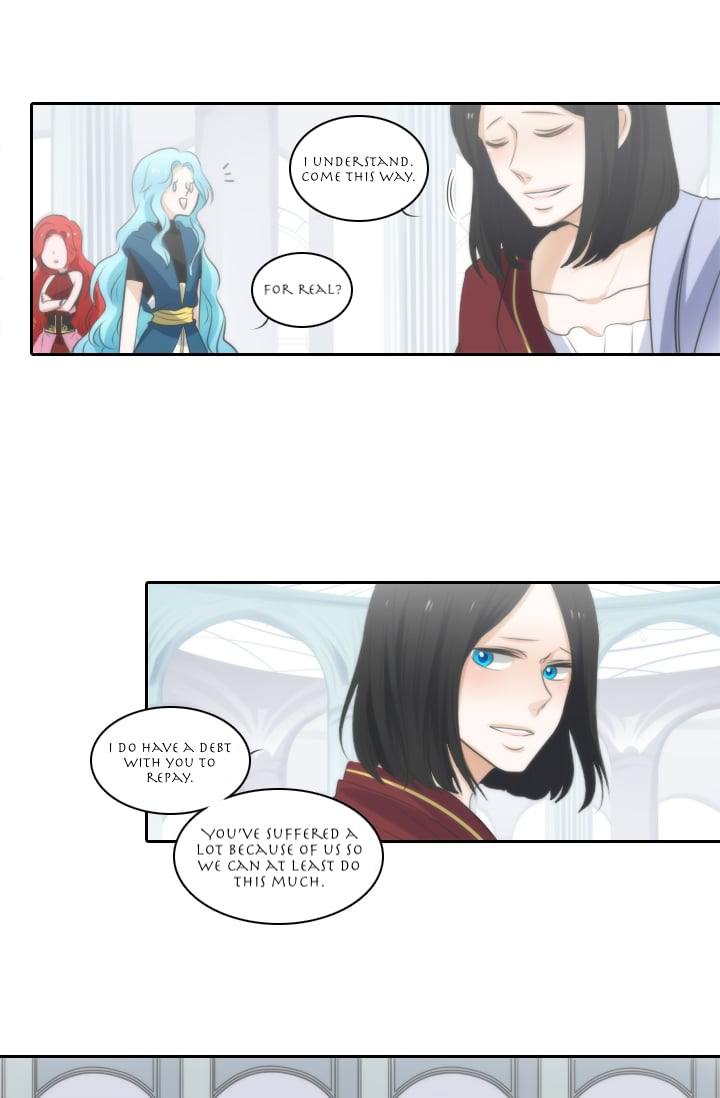 I UNDERSTAND.
COME THIS WAY.
FOR REAL?
I DO HAVE A DEBT
WITH YOU TO
REPAY.
YOU'VE SUFFERED A
LOT BECAUSE OF US SO
WE CAN AT LEAST DO
THIS MUCH.